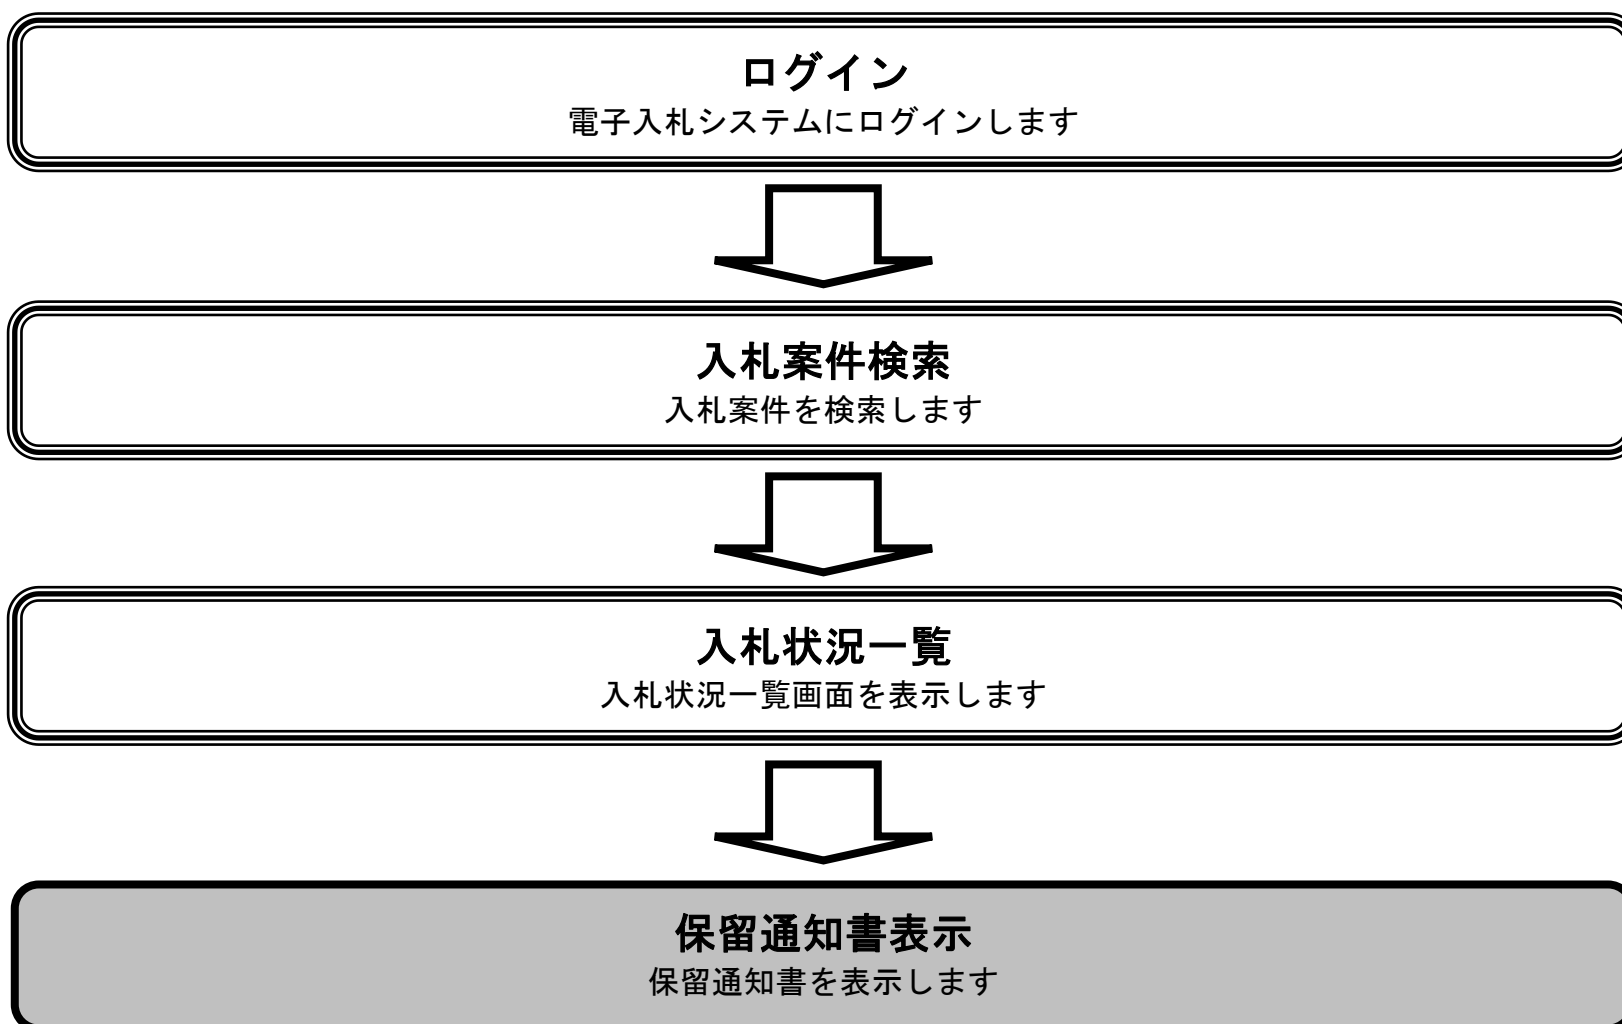 ログイン
電子入札システムにログインします
入札案件検索
入札案件を検索します
入札状況一覧
入札状況一覧画面を表示します
保留通知書表示
保留通知書を表示します